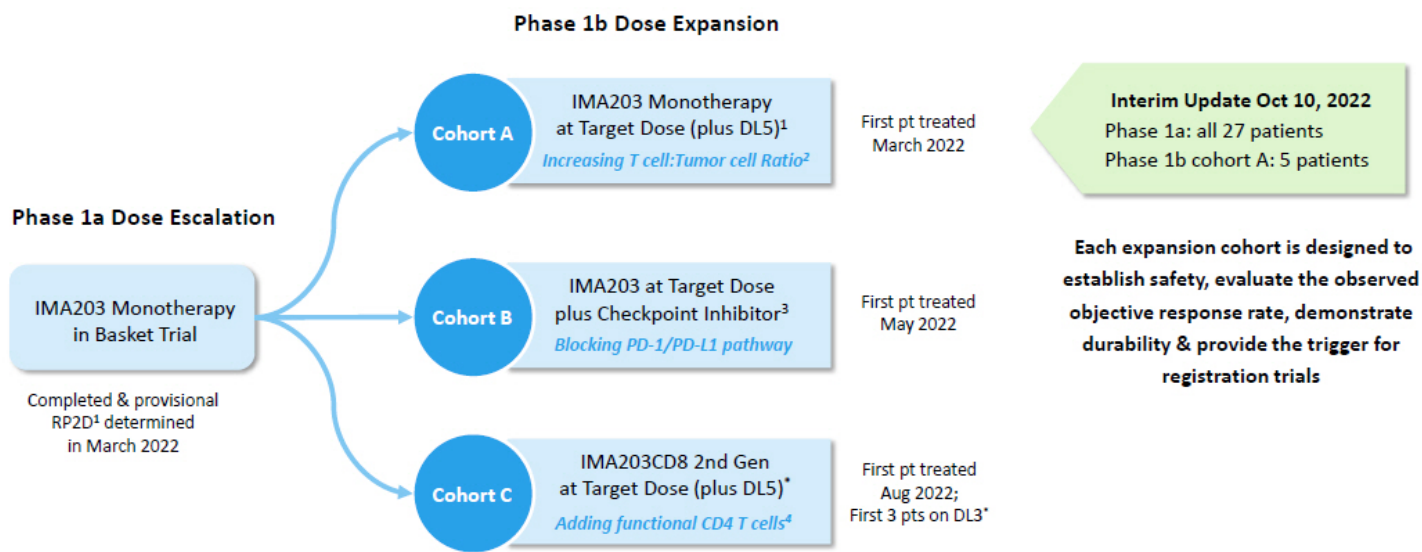 Phase 1b Dose Expansion
Phase 1a Dose Escalation
IMA203 Monotherapy
in Basket Trial
Completed & provisional
RP2D¹ determined
in March 2022
Cohort A
IMA203 Monotherapy
at Target Dose (plus DL5)¹
Increasing T cell:Tumor cell Ratio²
First pt treated
March 2022
Cohort B
IMA203 at Target Dose
plus Checkpoint Inhibitor³
Blocking PD-1/PD-L1 pathway
First pt treated
May 2022
Cohort C
IMA203CD8 2nd Gen
at Target Dose (plus DL5)*
Adding functional CD4 T cells⁴
First pt treated
Aug 2022;
First 3 pts on DL3*
Interim Update Oct 10, 2022
Phase 1a: all 27 patients
Phase 1b cohort A: 5 patients
Each expansion cohort is designed to
establish safety, evaluate the observed
objective response rate, demonstrate
durability & provide the trigger for
registration trials